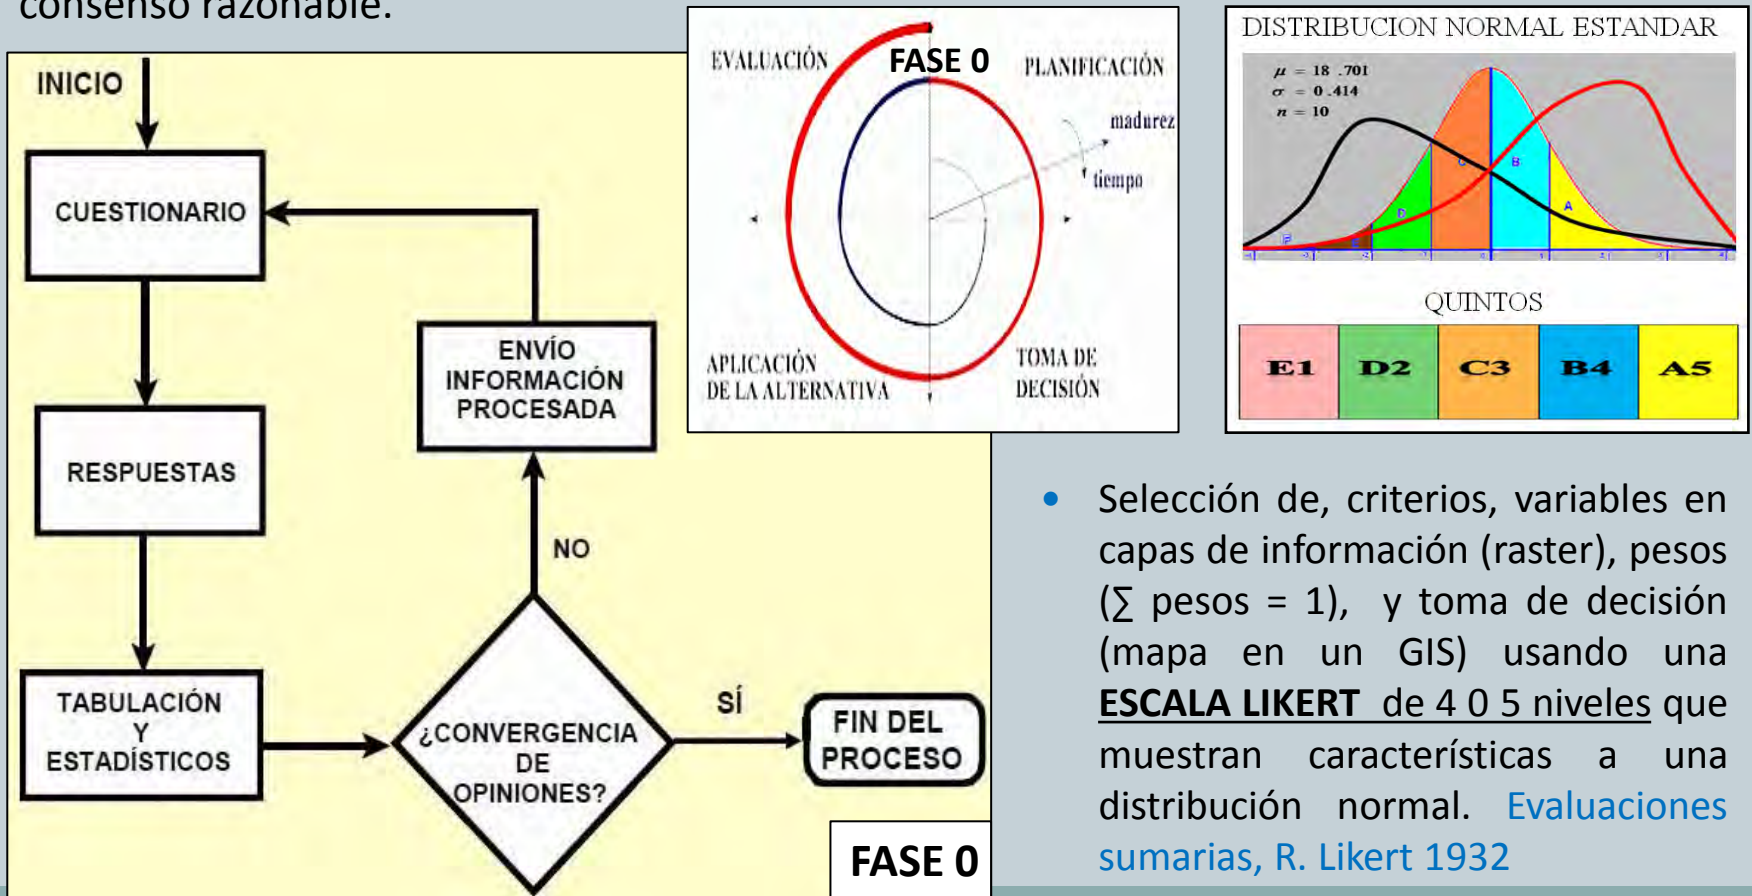 consenso razonable.
INICIO
CUESTIONARIO
RESPUESTAS
TABULACIÓN
Y
ESTADÍSTICOS
¿CONVERGENCIA
DE
OPINIONES?
NO
ENVÍO
INFORMACIÓN
PROCESADA
SÍ
FIN DEL
PROCESO
FASE 0
EVALUACIÓN
FASE 0
PLANIFICACIÓN
madurez
tiempo
APLICACIÓN
DE LA ALTERNATIVA
TOMA DE
DECISIÓN
DISTRIBUCION NORMAL ESTANDAR
μ = 18 .701
σ = 0 .414
n = 10
C
B
A
QUINTOS
E1 D2 C3 B4 A5
• Selección de, criterios, variables en
capas de información (raster), pesos
(∑ pesos = 1), y toma de decisión
(mapa en un GIS) usando una
ESCALA LIKERT de 4 0 5 niveles que
muestran características a una
distribución normal. Evaluaciones
sumarias, R. Likert 1932